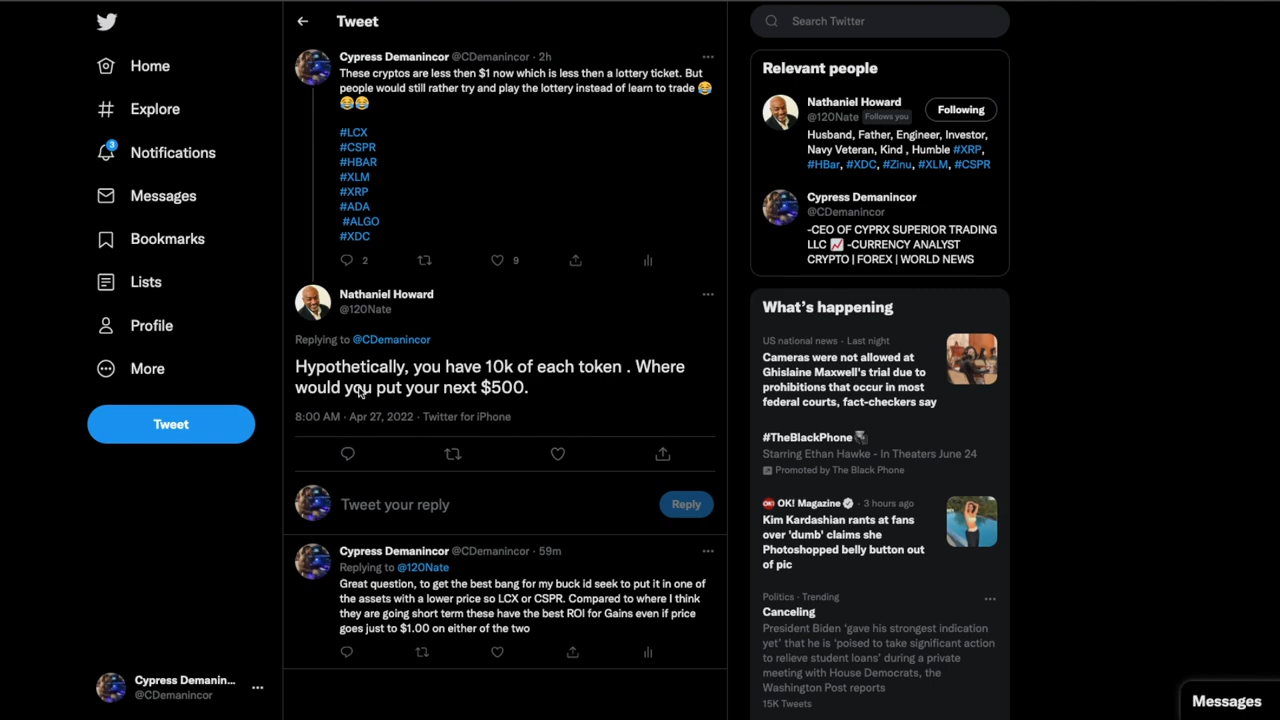 Home
Explore
3
Notifications
Messages
Bookmarks
Lists
Profile
More
Tweet
Cypress Demanin...
@CDemanincor
Tweet
Cypress Demanincor @CDemanincor · 2h
These cryptos are less then $1 now which is less then a lottery ticket. But
people would still rather try and play the lottery instead of learn to trade 😂
😂😂
#LCX
#CSPR
#HBAR
#XLM
#XRP
#ADA
#ALGO
#XDC
2
9
Nathaniel Howard
@120Nate
Replying to @CDemanincor
Hypothetically, you have 10k of each token . Where
would you put your next $500.
8:00 AM · Apr 27, 2022 · Twitter for iPhone
Tweet your reply
Reply
Cypress Demanincor @CDemanincor · 59m
Replying to @120Nate
Great question, to get the best bang for my buck id seek to put it in one of
the assets with a lower price so LCX or CSPR. Compared to where I think
they are going short term these have the best ROI for Gains even if price
goes just to $1.00 on either of the two
Search Twitter
Relevant people
Nathaniel Howard
@120Nate Follows you
Following
Husband, Father, Engineer, Investor,
Navy Veteran, Kind , Humble #XRP,
#HBar, #XDC, #Zinu, #XLM, #CSPR
Cypress Demanincor
@CDemanincor
-CEO OF CYPRX SUPERIOR TRADING
LLC 📈 -CURRENCY ANALYST
CRYPTO | FOREX | WORLD NEWS
What's happening
US national news · Last night
Cameras were not allowed at
Ghislaine Maxwell's trial due to
prohibitions that occur in most
federal courts, fact-checkers say
#TheBlackPhone
Starring Ethan Hawke - In Theaters June 24
Promoted by The Black Phone
OK! OK! Magazine · 3 hours ago
Kim Kardashian rants at fans
over 'dumb' claims she
Photoshopped belly button out
of pic
Politics · Trending
Canceling
President Biden 'gave his strongest indication
yet' that he is 'poised to take significant action
to relieve student loans' during a private
meeting with House Democrats, the
Washington Post reports
15K Tweets
Messages